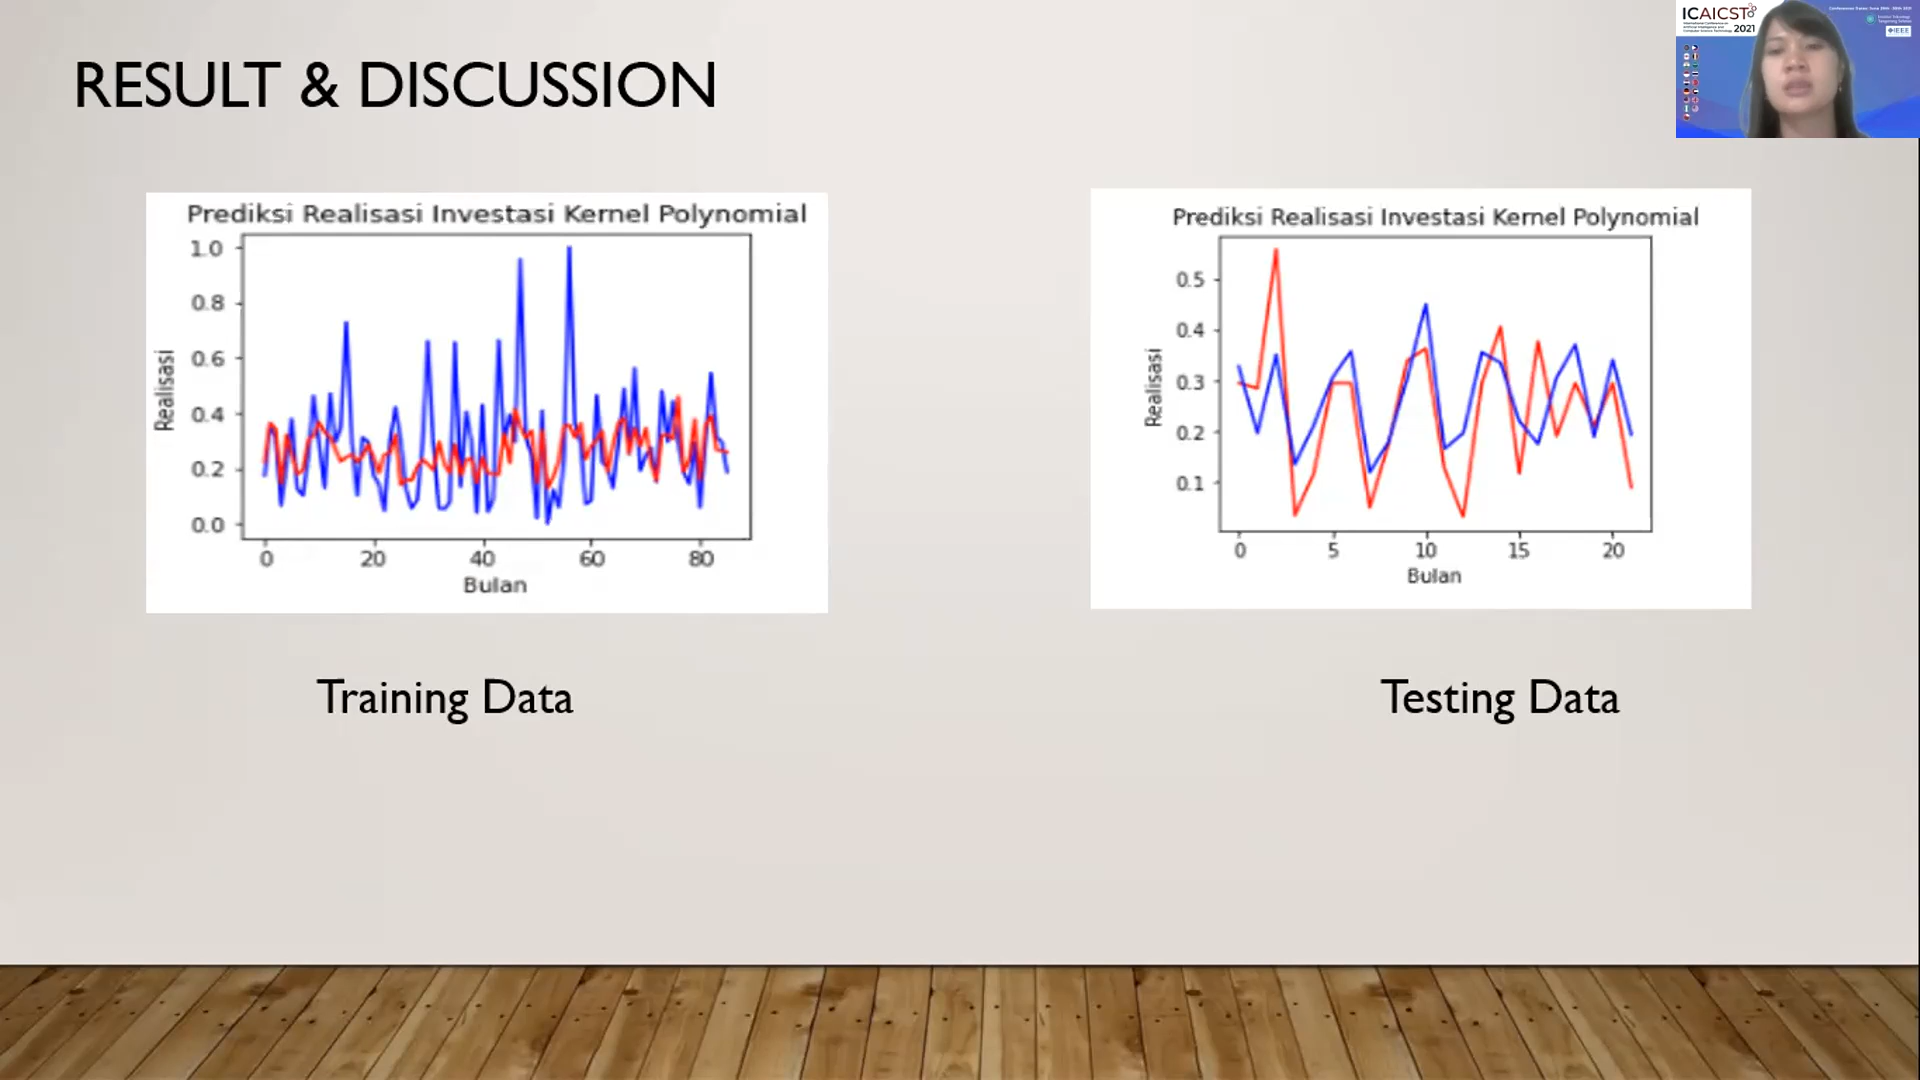 RESULT & DISCUSSION
ICAICST
2021
IEEE
Prediksi Realisasi Investasi Kernel Polynomial
1.0
0.8
0.6
0.4
0.2
0.0
Realisasi
0 20 40 60 80
Bulan
Training Data
Prediksi Realisasi Investasi Kernel Polynomial
0.5
0.4
0.3
0.2
0.1
Realisasi
0 5 10 15 20
Bulan
Testing Data